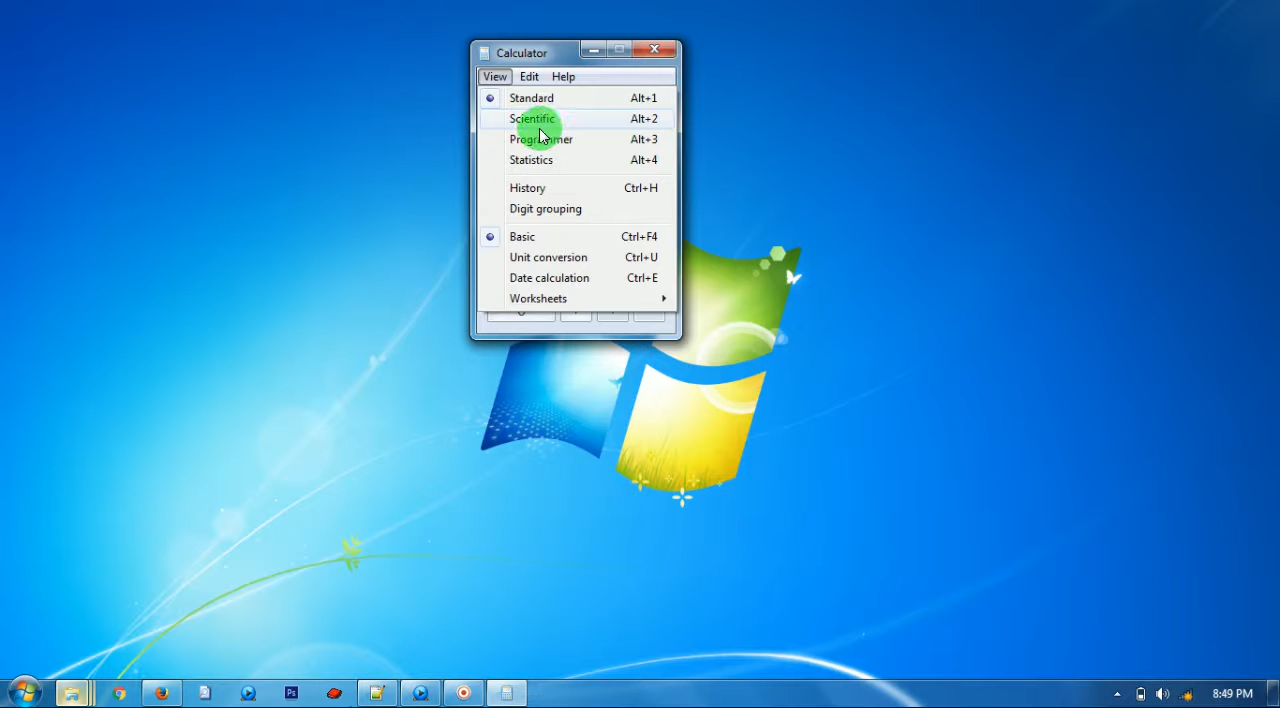 Calculator
View Edit Help
Standard Alt+1
Scientific Alt+2
Programmer Alt+3
Statistics Alt+4
History Ctrl+H
Digit grouping
Basic Ctrl+F4
Unit conversion Ctrl+U
Date calculation Ctrl+E
Worksheets
Ps
8:49 PM